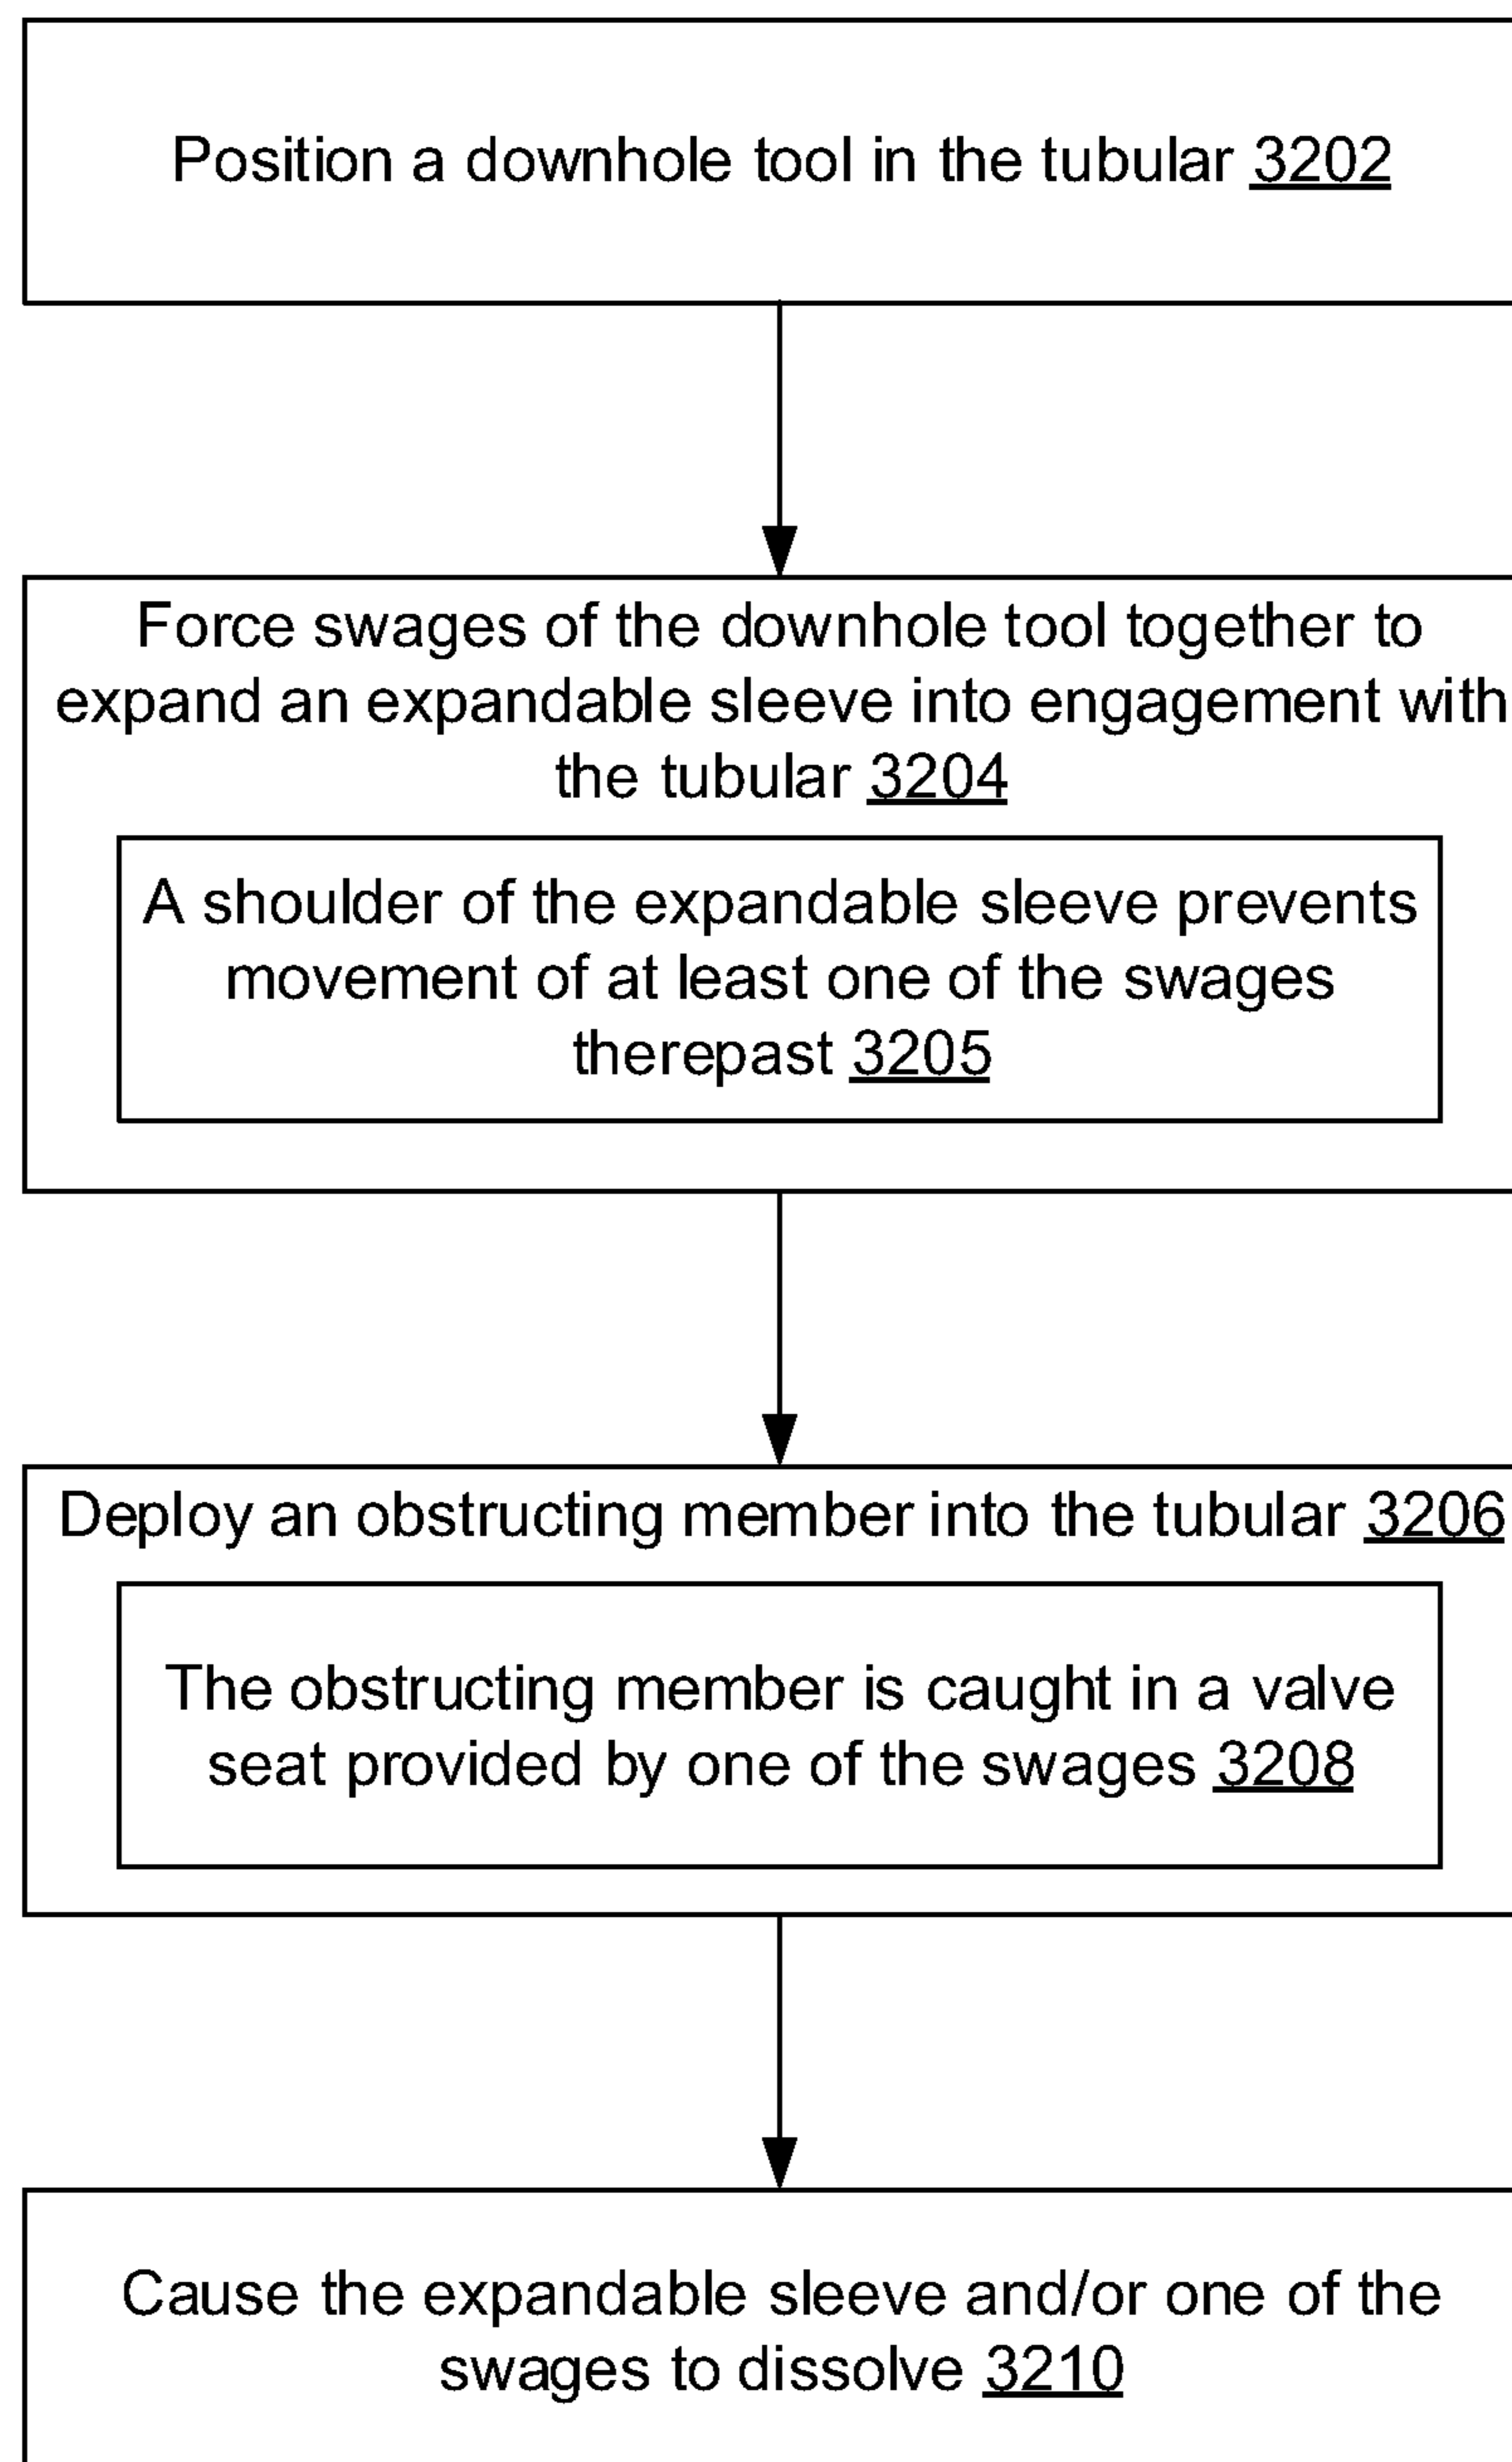 Position a downhole tool in the tubular 3202
Force swages of the downhole tool together to
expand an expandable sleeve into engagement with
the tubular 3204
A shoulder of the expandable sleeve prevents
movement of at least one of the swages
therepast 3205
Deploy an obstructing member into the tubular 3206
The obstructing member is caught in a valve
seat provided by one of the swages 3208
Cause the expandable sleeve and/or one of the
swages to dissolve 3210